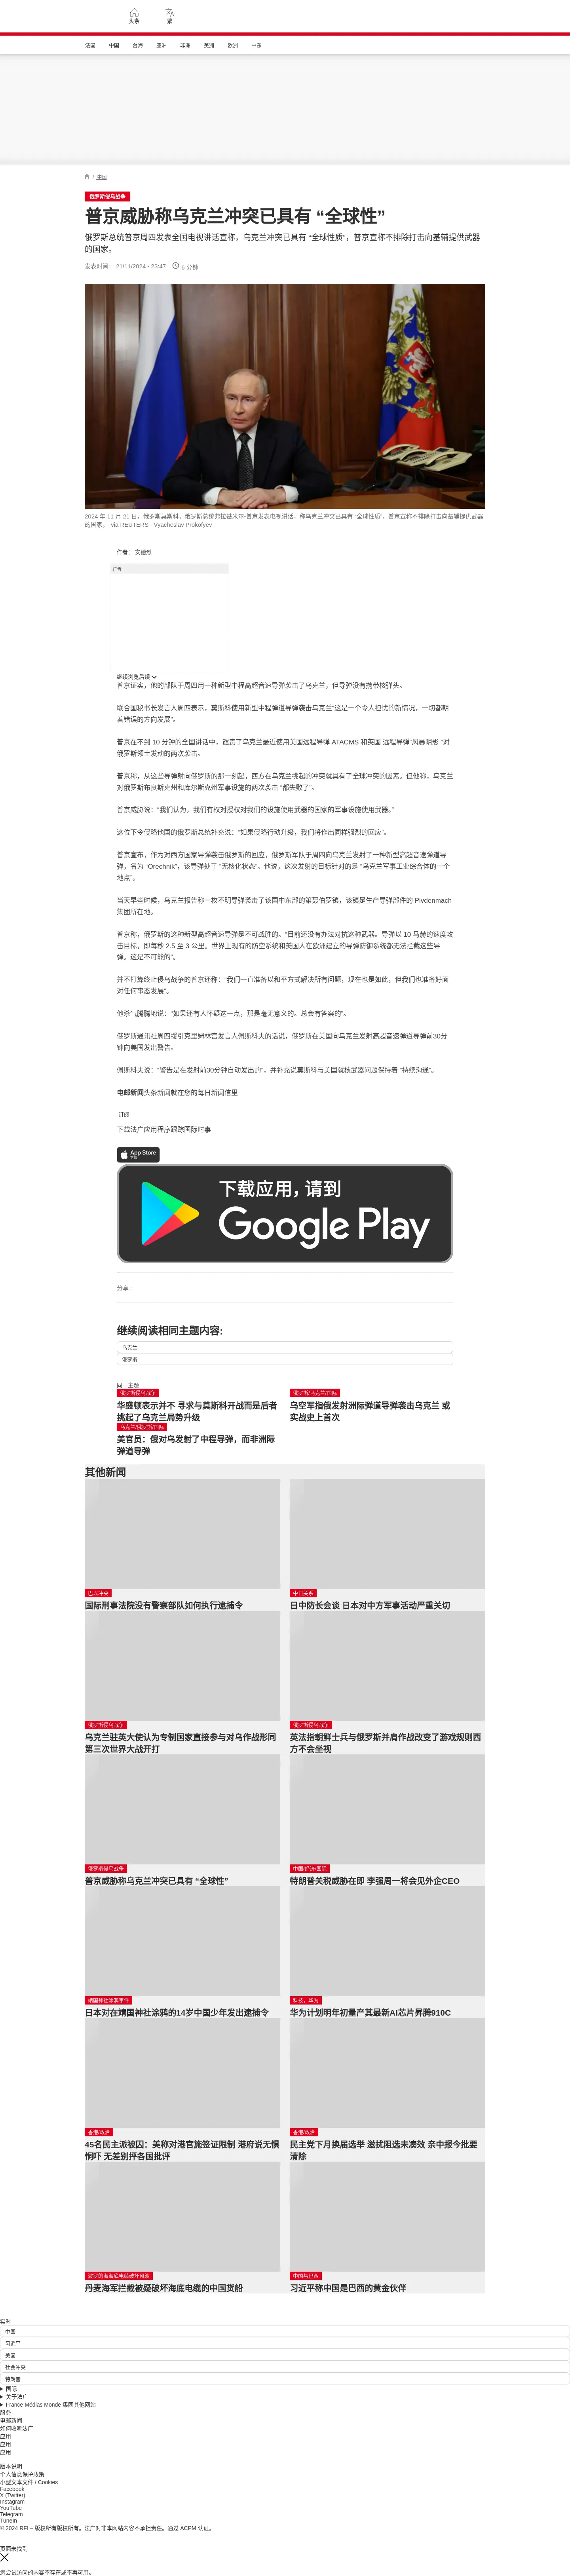 头条
繁
法国 中国 台海 亚洲 非洲 美洲 欧洲 中东
/ 中国
俄罗斯侵乌战争
普京威胁称乌克兰冲突已具有 “全球性”
俄罗斯总统普京周四发表全国电视讲话宣称，乌克兰冲突已具有 “全球性质”，普京宣称不排除打击向基辅提供武器
的国家。
发表时间： 21/11/2024 - 23:47 6 分钟
2024 年 11 月 21 日，俄罗斯莫斯科，俄罗斯总统弗拉基米尔-普京发表电视讲话，称乌克兰冲突已具有 “全球性质”，普京宣称不排除打击向基辅提供武器
的国家。 via REUTERS - Vyacheslav Prokofyev
作者： 安德烈
广告
继续浏览后续
普京证实，他的部队于周四用一种新型中程高超音速导弹袭击了乌克兰，但导弹没有携带核弹头。
联合国秘书长发言人周四表示，莫斯科使用新型中程弹道导弹袭击乌克兰“这是一个令人担忧的新情况，一切都朝
着错误的方向发展”。
普京在不到 10 分钟的全国讲话中，谴责了乌克兰最近使用美国远程导弹 ATACMS 和英国 远程导弹“风暴阴影 ”对
俄罗斯领土发动的两次袭击。
普京称，从这些导弹射向俄罗斯的那一刻起，西方在乌克兰挑起的冲突就具有了全球冲突的因素。但他称，乌克兰
对俄罗斯布良斯克州和库尔斯克州军事设施的两次袭击 “都失败了”。
普京威胁说：“我们认为，我们有权对授权对我们的设施使用武器的国家的军事设施使用武器。”
这位下令侵略他国的俄罗斯总统补充说：“如果侵略行动升级，我们将作出同样强烈的回应”。
普京宣布，作为对西方国家导弹袭击俄罗斯的回应，俄罗斯军队于周四向乌克兰发射了一种新型高超音速弹道导
弹，名为 “Orechnik”，该导弹处于 “无核化状态”。他说，这次发射的目标针对的是 “乌克兰军事工业综合体的一个
地点”。
当天早些时候，乌克兰报告称一枚不明导弹袭击了该国中东部的第聂伯罗镇，该镇是生产导弹部件的 Pivdenmach
集团所在地。
普京称，俄罗斯的这种新型高超音速导弹是不可战胜的。“目前还没有办法对抗这种武器。导弹以 10 马赫的速度攻
击目标，即每秒 2.5 至 3 公里。世界上现有的防空系统和美国人在欧洲建立的导弹防御系统都无法拦截这些导
弹。这是不可能的”。
并不打算终止侵乌战争的普京还称：“我们一直准备以和平方式解决所有问题，现在也是如此，但我们也准备好面
对任何事态发展”。
他杀气腾腾地说：“如果还有人怀疑这一点，那是毫无意义的。总会有答案的”。
俄罗斯通讯社周四援引克里姆林宫发言人佩斯科夫的话说，俄罗斯在美国向乌克兰发射高超音速弹道导弹前30分
钟向美国发出警告。
佩斯科夫说：“警告是在发射前30分钟自动发出的”，并补充说莫斯科与美国就核武器问题保持着 “持续沟通”。
电邮新闻头条新闻就在您的每日新闻信里
订阅
下载法广应用程序跟踪国际时事
App Store
下载
下载应用，请到
Google Play
分享 :
继续阅读相同主题内容:
乌克兰
俄罗斯
同一主题
俄罗斯侵乌战争
华盛顿表示并不 寻求与莫斯科开战而是后者
挑起了乌克兰局势升级
俄罗斯/乌克兰/国际
乌空军指俄发射洲际弹道导弹袭击乌克兰 或
实战史上首次
乌克兰/俄罗斯/国际
美官员：俄对乌发射了中程导弹，而非洲际
弹道导弹
其他新闻
巴以冲突
国际刑事法院没有警察部队如何执行逮捕令
中日关系
日中防长会谈 日本对中方军事活动严重关切
俄罗斯侵乌战争
乌克兰驻英大使认为专制国家直接参与对乌作战形同
第三次世界大战开打
俄罗斯侵乌战争
英法指朝鲜士兵与俄罗斯并肩作战改变了游戏规则西
方不会坐视
俄罗斯侵乌战争
普京威胁称乌克兰冲突已具有 “全球性”
中国/经济/国际
特朗普关税威胁在即 李强周一将会见外企CEO
靖国神社涂鸦事件
日本对在靖国神社涂鸦的14岁中国少年发出逮捕令
科技、华为
华为计划明年初量产其最新AI芯片昇腾910C
香港/政治
45名民主派被囚：美称对港官施签证限制 港府说无惧
恫吓 无差别抨各国批评
香港/政治
民主党下月换届选举 滋扰阻选未凑效 亲中报今批要
清除
波罗的海海底电缆破坏风波
丹麦海军拦截被疑破坏海底电缆的中国货船
中国与巴西
习近平称中国是巴西的黄金伙伴
实时
中国
习近平
美国
社会冲突
特朗普
国际
关于法广
France Médias Monde 集团其他网站
服务
电邮新闻
如何收听法广
应用
应用
应用
版本说明
个人信息保护政策
小型文本文件 / Cookies
Facebook
X (Twitter)
Instagram
YouTube
Telegram
TuneIn
© 2024 RFI – 版权所有版权所有。法广对非本网站内容不承担责任。通过 ACPM 认证。
页面未找到
您尝试访问的内容不存在或不再可用。